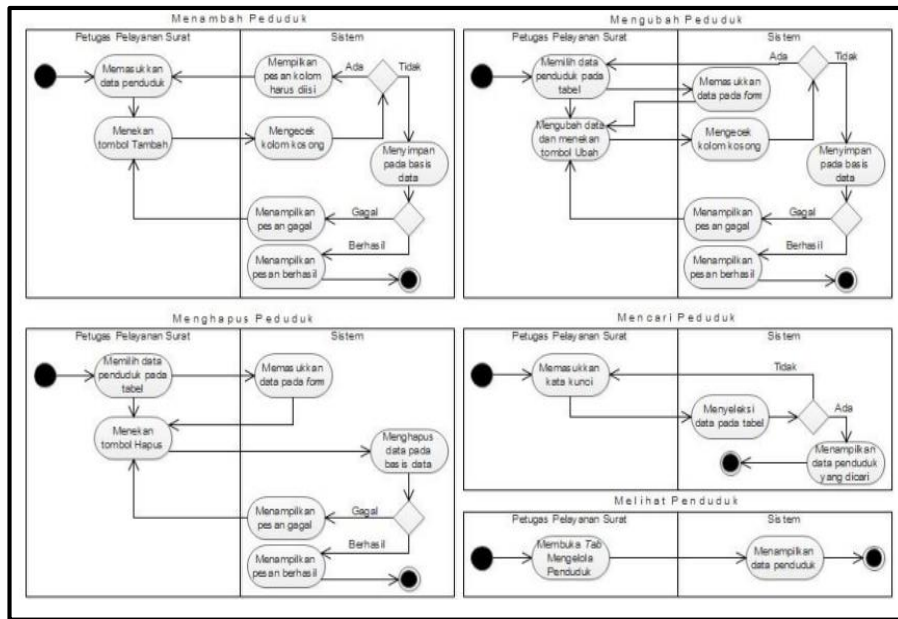 Menambah Peduduk
Petugas Pelayanan Surat
Sistem
Memasukkan
data penduduk
Mempilkan
pesan kolom
harus diisi
Ada
Tidak
Menekan
tombol Tambah
Mengecek
kolom kosong
Menyimpan
pada basis
data
Menampilkan
pesan gagal
Gagal
Berhasil
Menampilkan
pesan berhasil
Mengubah Peduduk
Petugas Pelayanan Surat
Sistem
Memilih data
penduduk pada
tabel
Ada
Tidak
Memasukkan
data pada form
Mengubah data
dan menekan
tombol Ubah
Mengecek
kolom kosong
Menyimpan
pada basis
data
Menampilkan
pesan gagal
Gagal
Berhasil
Menampilkan
pesan berhasil
Menghapus Peduduk
Petugas Pelayanan Surat
Sistem
Memilih data
penduduk pada
tabel
Memasukkan
data pada form
Menekan
tombol Hapus
Menghapus
data pada
basis data
Menampilkan
pesan gagal
Gagal
Berhasil
Menampilkan
pesan berhasil
Mencari Peduduk
Petugas Pelayanan Surat
Sistem
Memasukkan
kata kunci
Tidak
Menyeleksi
data pada tabel
Ada
Menampilkan
data penduduk
yang dicari
Melihat Penduduk
Petugas Pelayanan Surat
Sistem
Membuka Tab
Mengelola
Penduduk
Menampilkan
data penduduk